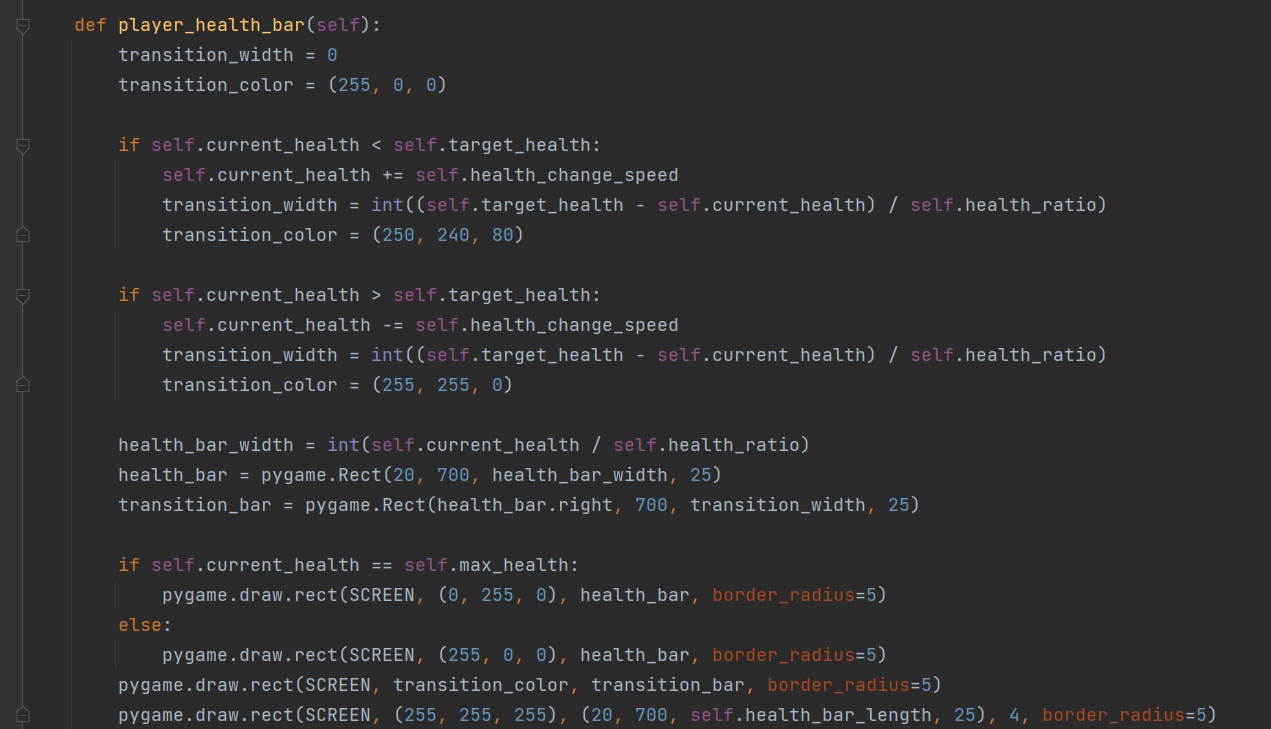 def player_health_bar(self):
    transition_width = 0
    transition_color = (255, 0, 0)

    if self.current_health < self.target_health:
        self.current_health += self.health_change_speed
        transition_width = int((self.target_health - self.current_health) / self.health_ratio)
        transition_color = (250, 240, 80)

    if self.current_health > self.target_health:
        self.current_health -= self.health_change_speed
        transition_width = int((self.target_health - self.current_health) / self.health_ratio)
        transition_color = (255, 255, 0)

    health_bar_width = int(self.current_health / self.health_ratio)
    health_bar = pygame.Rect(20, 700, health_bar_width, 25)
    transition_bar = pygame.Rect(health_bar.right, 700, transition_width, 25)

    if self.current_health == self.max_health:
        pygame.draw.rect(SCREEN, (0, 255, 0), health_bar, border_radius=5)
    else:
        pygame.draw.rect(SCREEN, (255, 0, 0), health_bar, border_radius=5)
    pygame.draw.rect(SCREEN, transition_color, transition_bar, border_radius=5)
    pygame.draw.rect(SCREEN, (255, 255, 255), (20, 700, self.health_bar_length, 25), 4, border_radius=5)